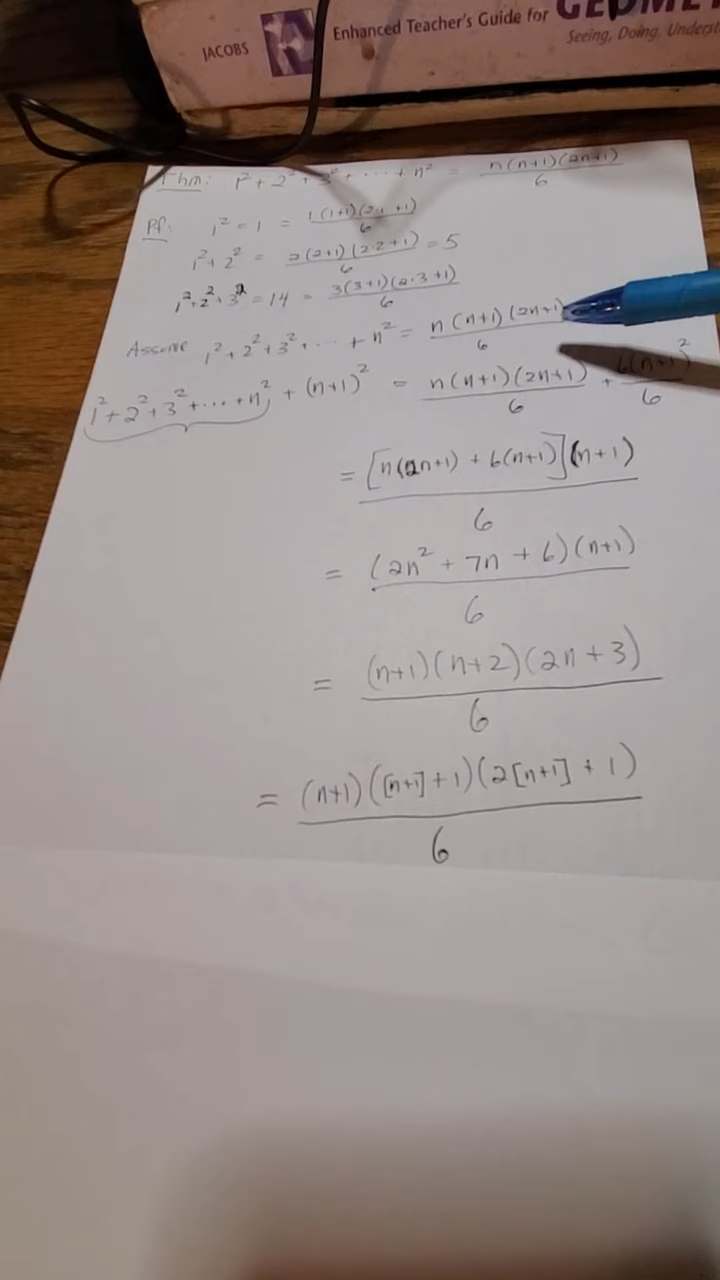 JACOBS Enhanced Teacher's Guide for GEOMET
Seeing, Doing, Underst
Thm: 1² + 2² + 3² + ... + n² = n(n+1)(2n+1) / 6
Pf: 1² = 1 = 1(1+1)(2·1+1) / 6
1² + 2² = 2(2+1)(2·2+1) / 6 = 5
1² + 2² + 3² = 14 = 3(3+1)(2·3+1) / 6
Assume 1² + 2² + 3² + ... + n² = n(n+1)(2n+1) / 6
1² + 2² + 3² + ... + n² + (n+1)² = n(n+1)(2n+1) / 6 + 6(n+1)² / 6
= [n(2n+1) + 6(n+1)](n+1) / 6
= (2n² + 7n + 6)(n+1) / 6
= (n+1)(n+2)(2n+3) / 6
= (n+1)([n+1]+1)(2[n+1]+1) / 6